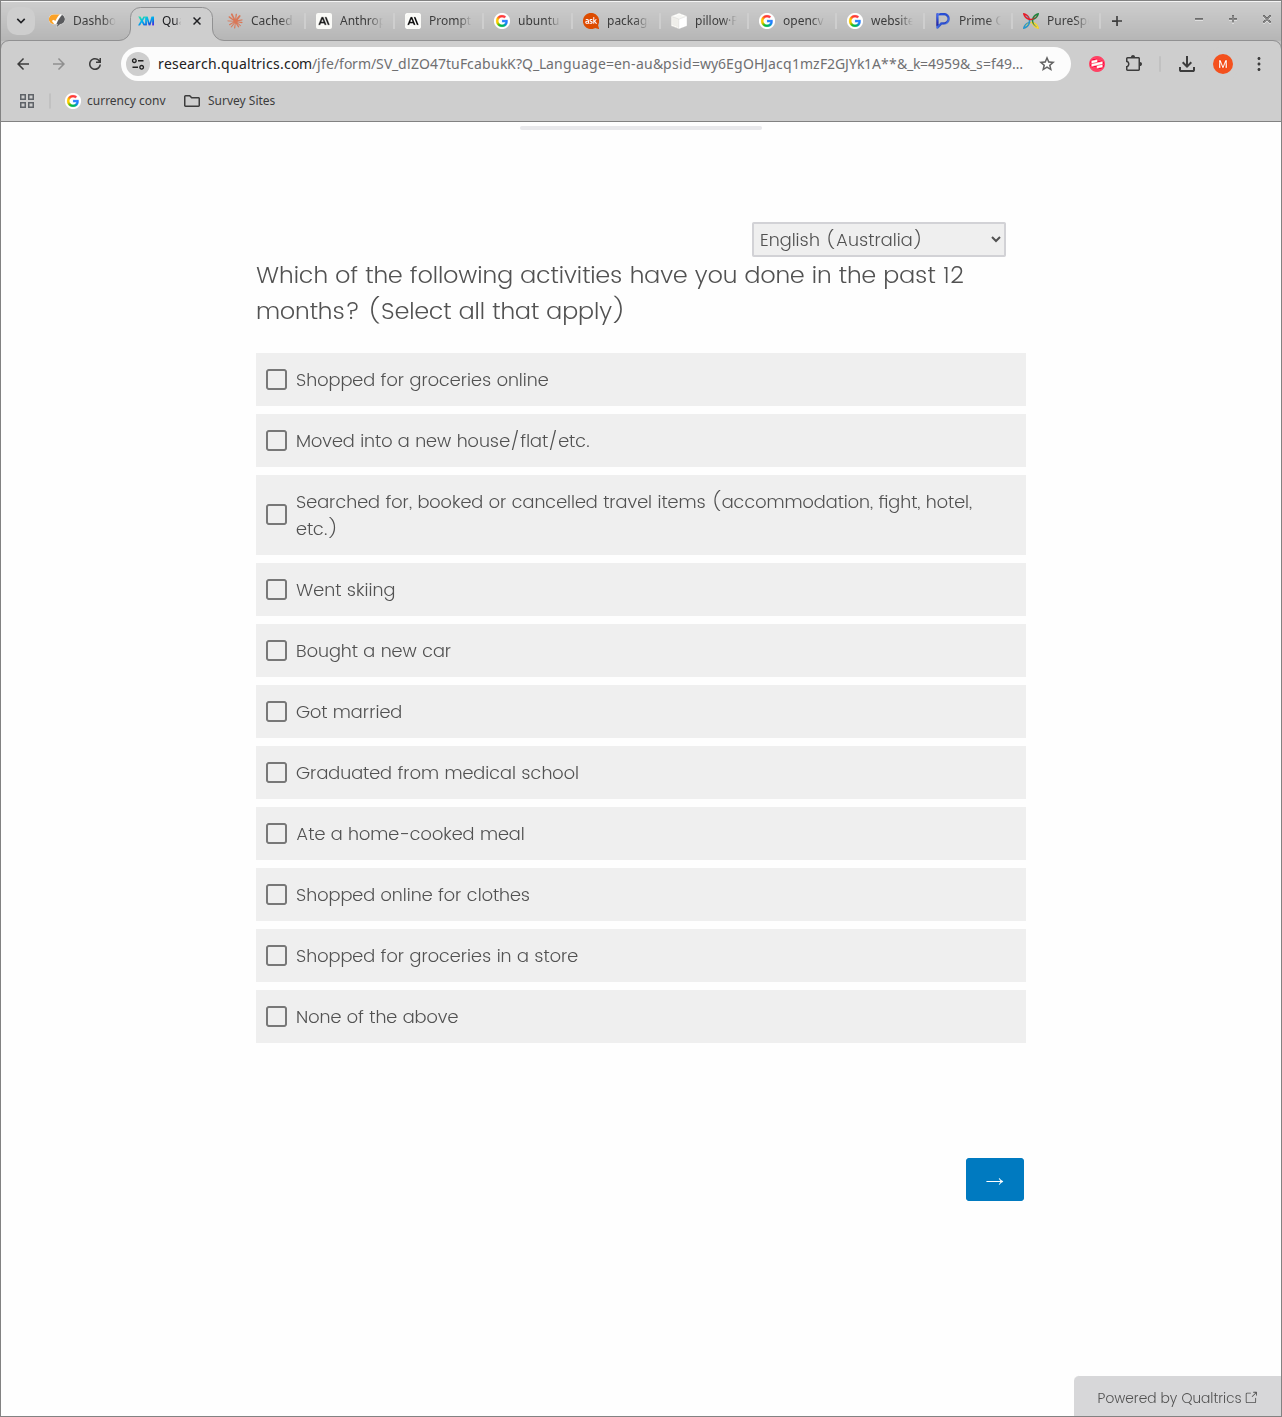 Dashbo
Qu
Cached
Anthrop
Prompt
ubuntu
packag
pillow·F
opencv
website
Prime C
PureSp
research.qualtrics.com/jfe/form/SV_dlZO47tuFcabukK?Q_Language=en-au&psid=wy6EgOHJacq1mzF2GJYk1A**&_k=4959&_s=f49...
M
currency conv
Survey Sites
English (Australia)
Which of the following activities have you done in the past 12
months? (Select all that apply)
Shopped for groceries online
Moved into a new house/flat/etc.
Searched for, booked or cancelled travel items (accommodation, fight, hotel,
etc.)
Went skiing
Bought a new car
Got married
Graduated from medical school
Ate a home-cooked meal
Shopped online for clothes
Shopped for groceries in a store
None of the above
→
Powered by Qualtrics